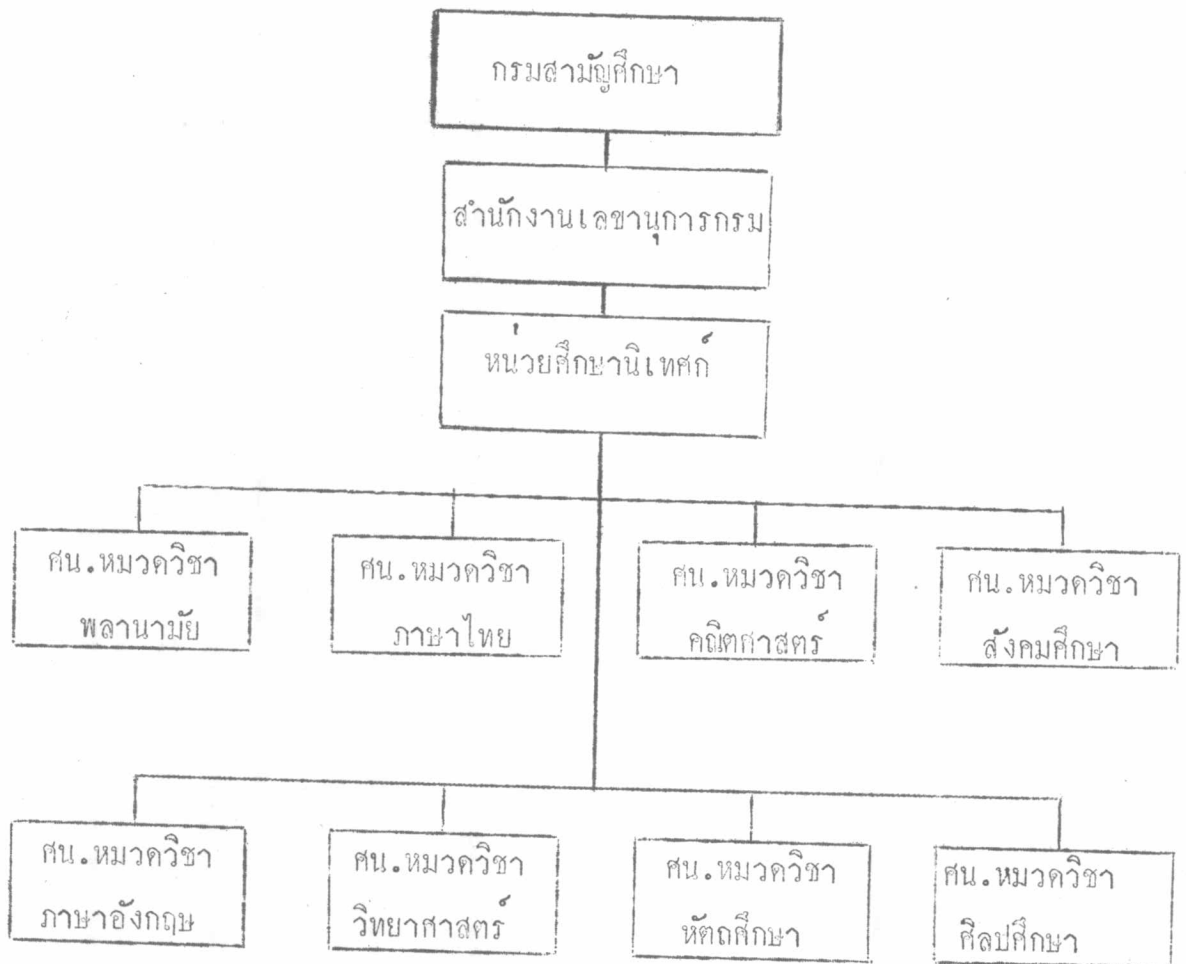 กรมสามัญศึกษา
สำนักงานเลขานุการกรม
หน่วยศึกษานิเทศก์
ศน.หมวดวิชา
พลานามัย
ศน.หมวดวิชา
ภาษาไทย
ศน.หมวดวิชา
คณิตศาสตร์
ศน.หมวดวิชา
สังคมศึกษา
ศน.หมวดวิชา
ภาษาอังกฤษ
ศน.หมวดวิชา
วิทยาศาสตร์
ศน.หมวดวิชา
หัตถศึกษา
ศน.หมวดวิชา
ศิลปศึกษา